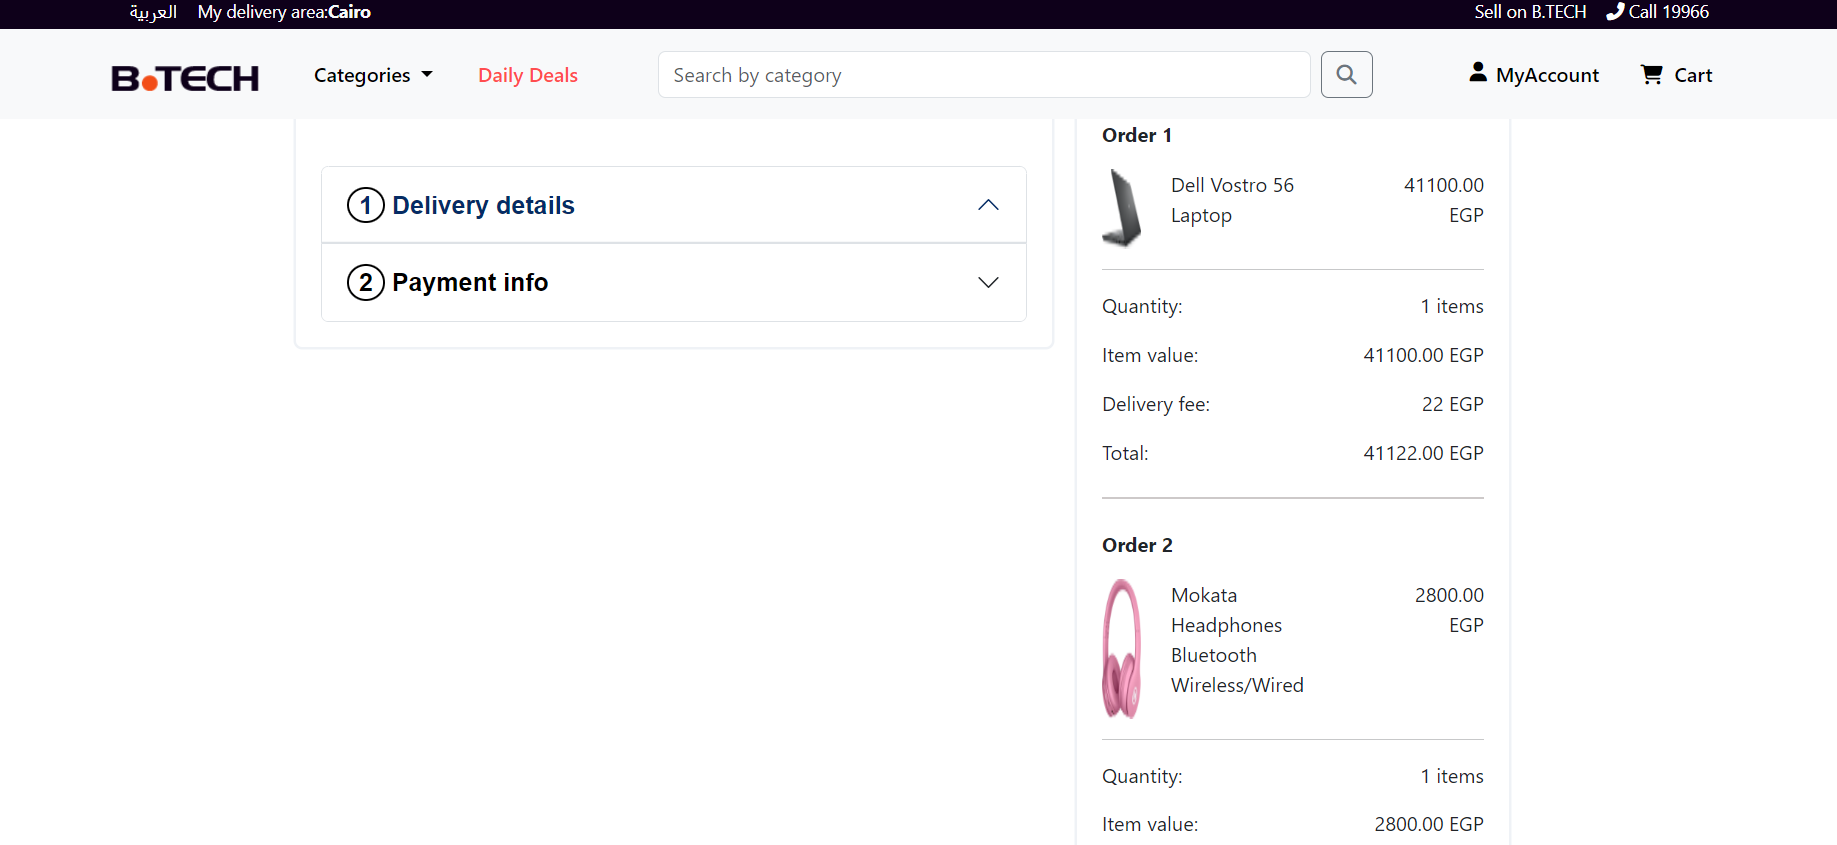 العربية My delivery area:Cairo Sell on B.TECH Call 19966
B.TECH Categories Daily Deals Search by category MyAccount Cart
1 Delivery details
2 Payment info
Order 1
Dell Vostro 56 41100.00
Laptop EGP
Quantity: 1 items
Item value: 41100.00 EGP
Delivery fee: 22 EGP
Total: 41122.00 EGP
Order 2
Mokata 2800.00
Headphones EGP
Bluetooth
Wireless/Wired
Quantity: 1 items
Item value: 2800.00 EGP